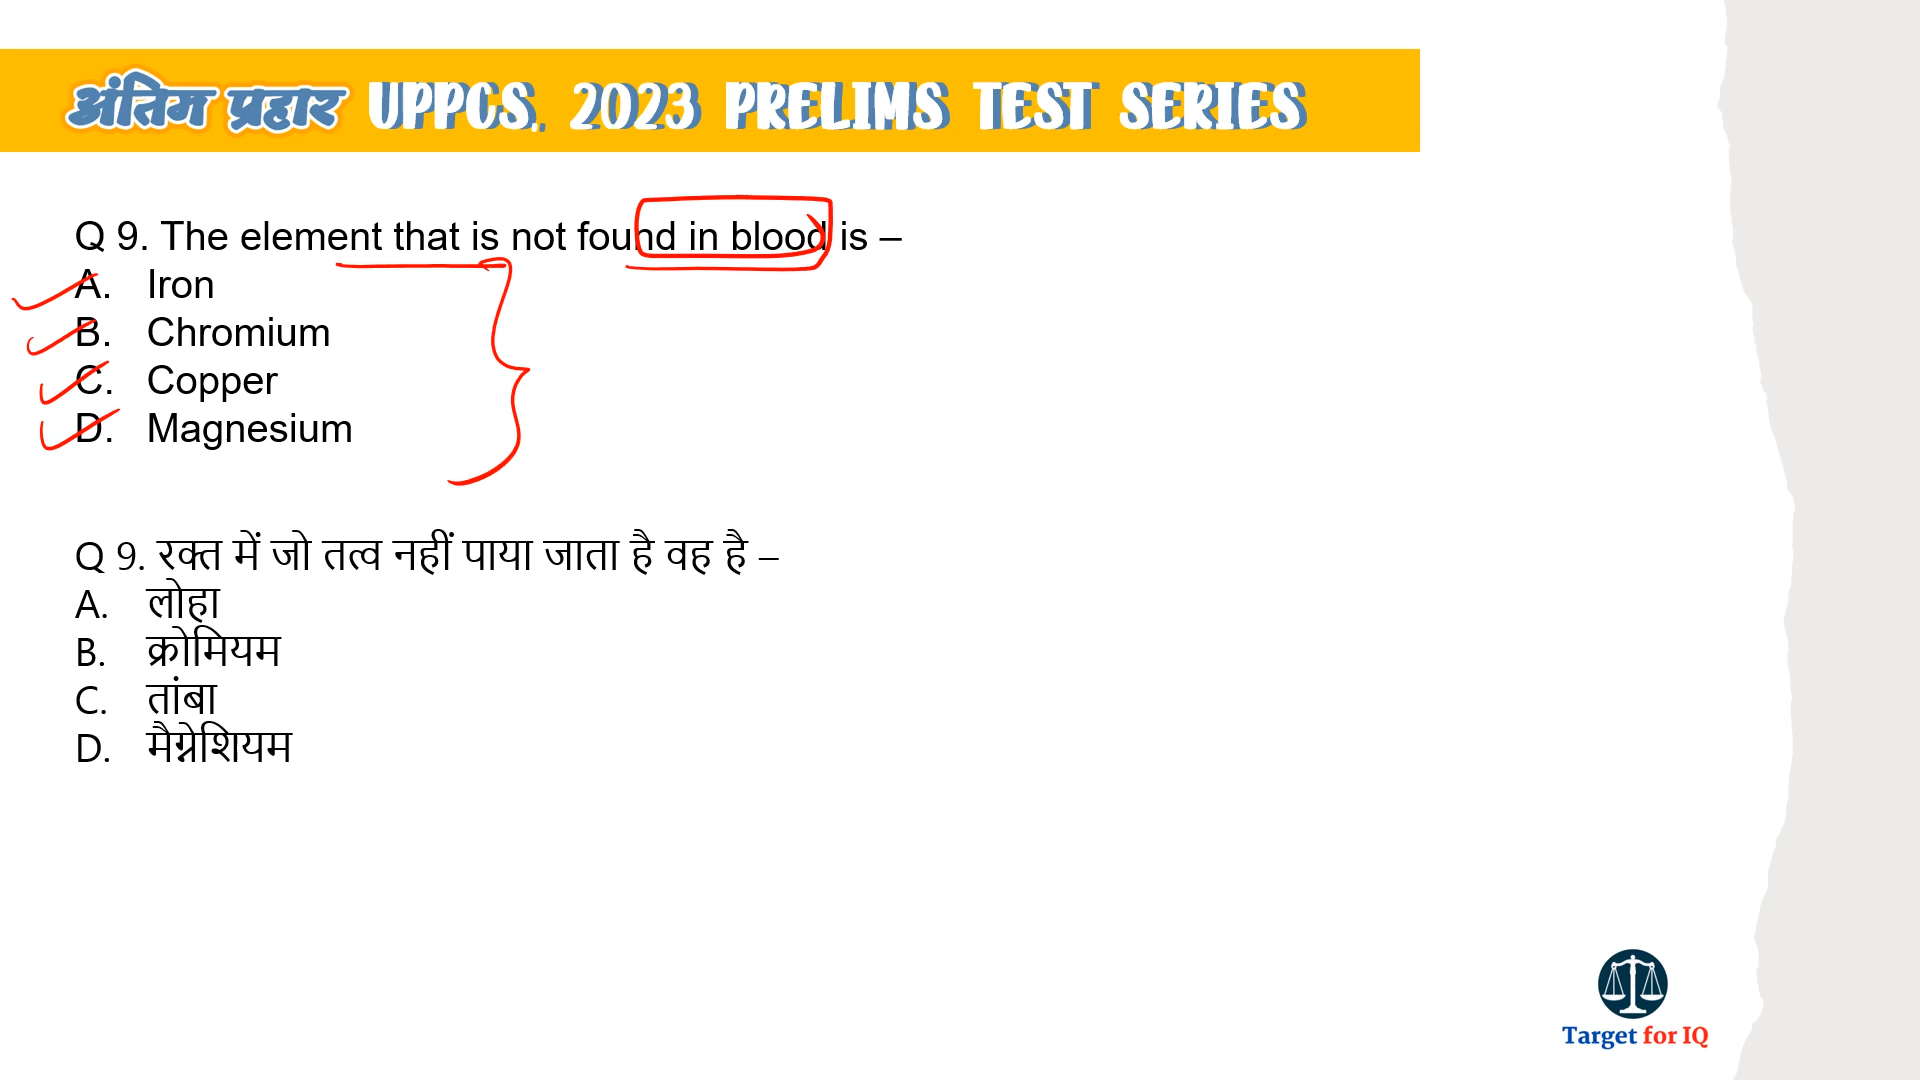 अंतिम प्रहार UPPCS, 2023 PRELIMS TEST SERIES
Q 9. The element that is not found in blood is –
A. Iron
B. Chromium
C. Copper
D. Magnesium
Q 9. रक्त में जो तत्व नहीं पाया जाता है वह है –
A. लोहा
B. क्रोमियम
C. तांबा
D. मैग्नेशियम
Target for IQ